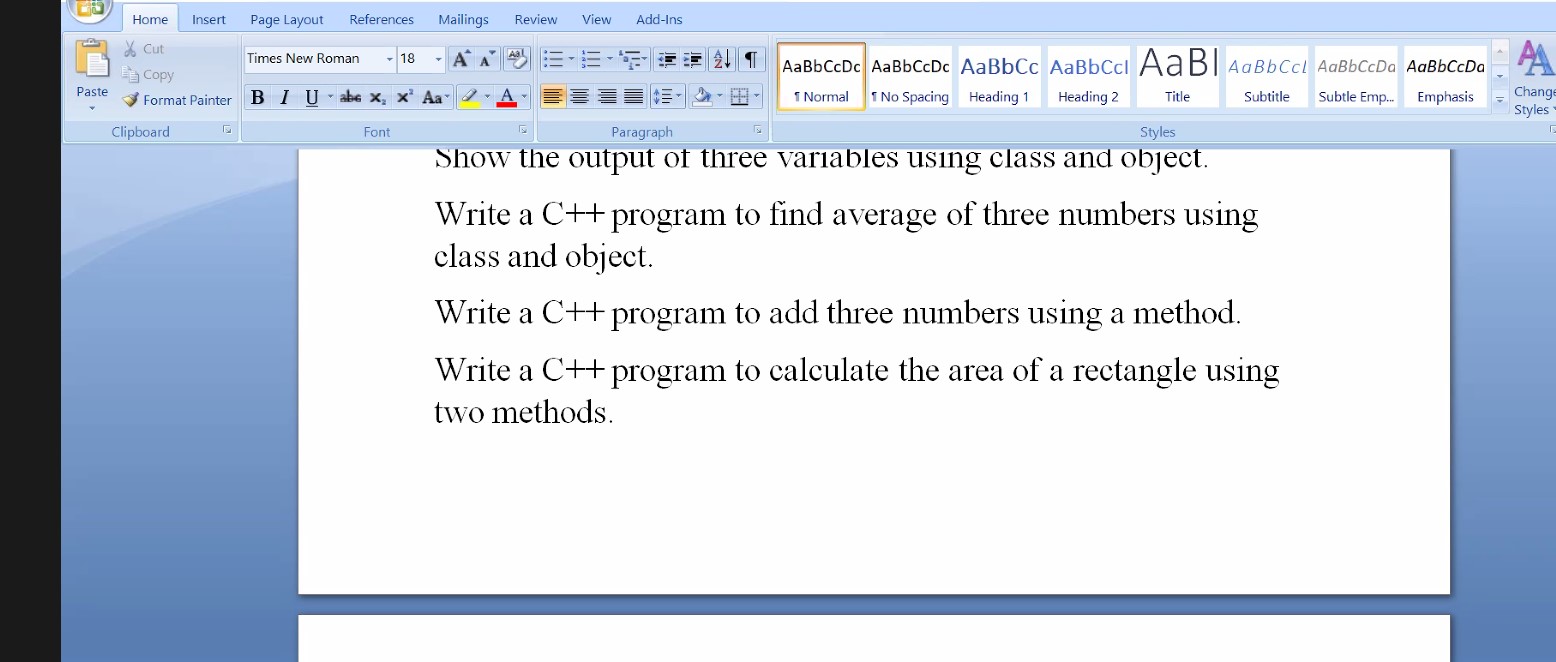 Home Insert Page Layout References Mailings Review View Add-Ins
Cut
Copy
Paste
Format Painter
Clipboard
Times New Roman 18
B I U abc x₂ x² Aa A
Font
Paragraph
AaBbCcDc AaBbCcDc AaBbCc AaBbCcI AaBI AaBbCcL AaBbCcDa AaBbCcDa
¶ Normal ¶ No Spacing Heading 1 Heading 2 Title Subtitle Subtle Emp... Emphasis
Change
Styles
Styles
Show the output of three variables using class and object.
Write a C++ program to find average of three numbers using
class and object.
Write a C++ program to add three numbers using a method.
Write a C++ program to calculate the area of a rectangle using
two methods.